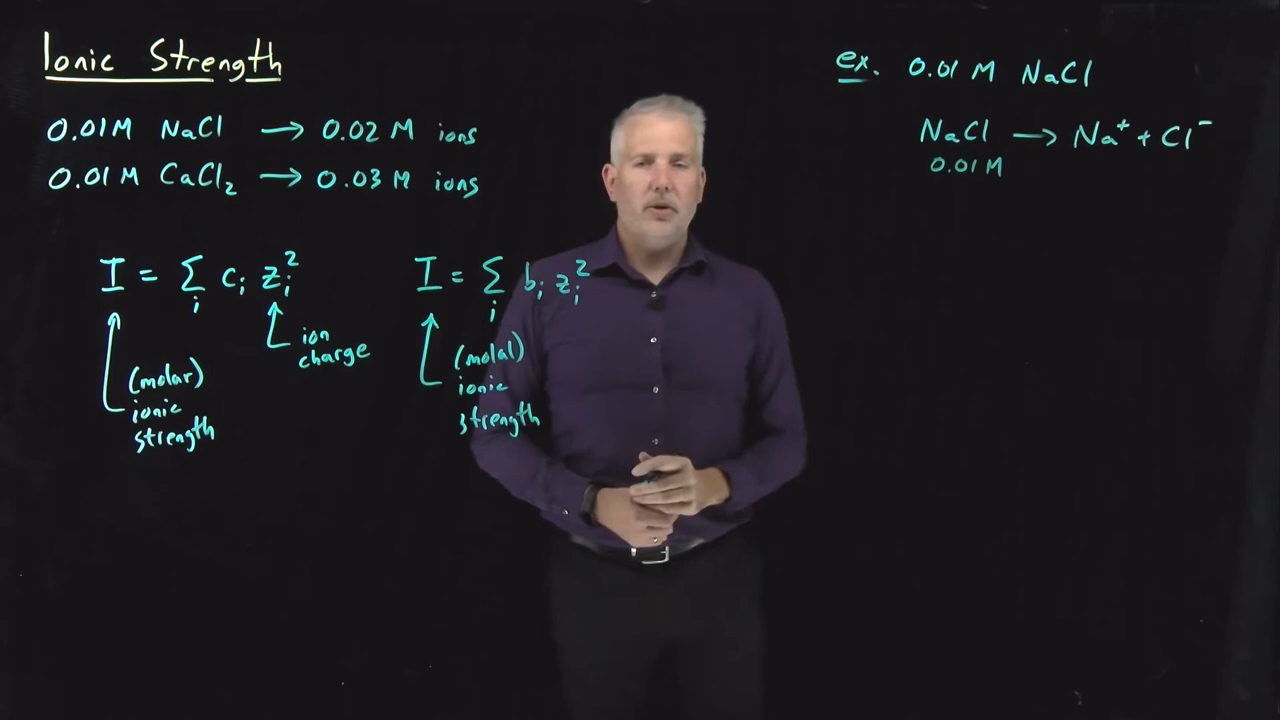 Ionic Strength
0.01M NaCl → 0.02 M ions
0.01M CaCl₂ → 0.03 M ions
I = Σᵢ cᵢ zᵢ²
ion
charge
(molar)
ionic
strength
I = Σᵢ bᵢ zᵢ²
(molal)
ionic
strength
ex. 0.01 M NaCl
NaCl → Na⁺ + Cl⁻
0.01 M